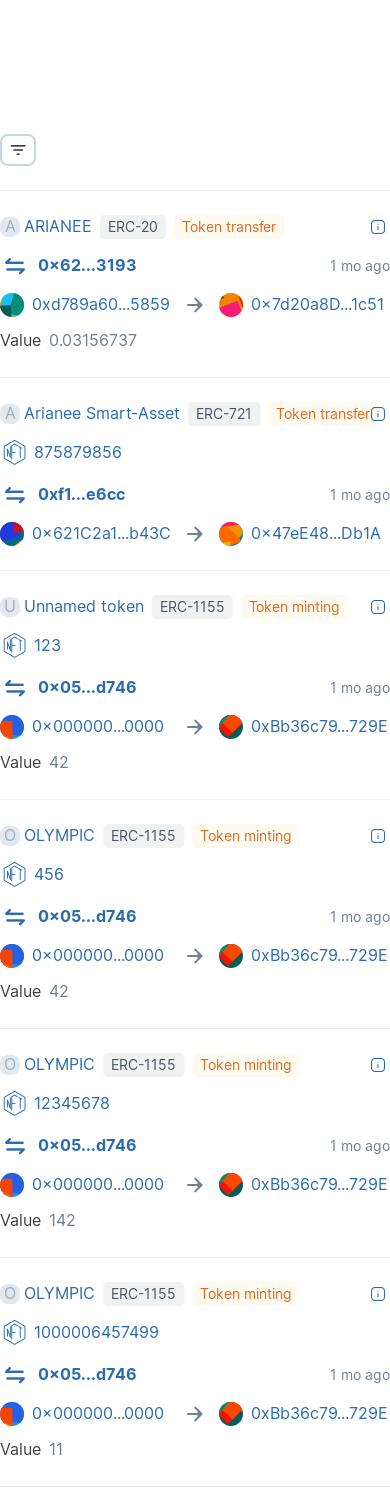 A ARIANEE ERC-20 Token transfer
0x62...3193 1 mo ago
0xd789a60...5859 → 0x7d20a8D...1c51
Value 0.03156737
A Arianee Smart-Asset ERC-721 Token transfer
NFT 875879856
0xf1...e6cc 1 mo ago
0x621C2a1...b43C → 0x47eE48...Db1A
U Unnamed token ERC-1155 Token minting
NFT 123
0x05...d746 1 mo ago
0x000000...0000 → 0xBb36c79...729E
Value 42
O OLYMPIC ERC-1155 Token minting
NFT 456
0x05...d746 1 mo ago
0x000000...0000 → 0xBb36c79...729E
Value 42
O OLYMPIC ERC-1155 Token minting
NFT 12345678
0x05...d746 1 mo ago
0x000000...0000 → 0xBb36c79...729E
Value 142
O OLYMPIC ERC-1155 Token minting
NFT 1000006457499
0x05...d746 1 mo ago
0x000000...0000 → 0xBb36c79...729E
Value 11